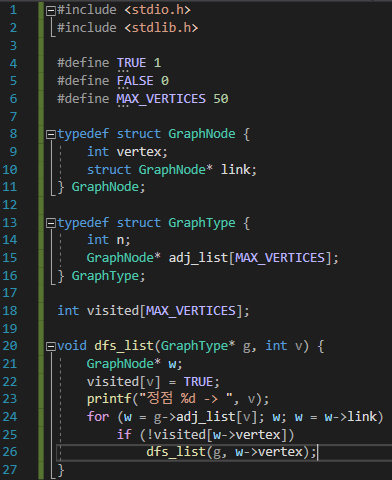 1 #include <stdio.h>
2 #include <stdlib.h>
3
4 #define TRUE 1
5 #define FALSE 0
6 #define MAX_VERTICES 50
7
8 typedef struct GraphNode {
9     int vertex;
10     struct GraphNode* link;
11 } GraphNode;
12
13 typedef struct GraphType {
14     int n;
15     GraphNode* adj_list[MAX_VERTICES];
16 } GraphType;
17
18 int visited[MAX_VERTICES];
19
20 void dfs_list(GraphType* g, int v) {
21     GraphNode* w;
22     visited[v] = TRUE;
23     printf("정점 %d -> ", v);
24     for (w = g->adj_list[v]; w; w = w->link)
25         if (!visited[w->vertex])
26             dfs_list(g, w->vertex);
27 }